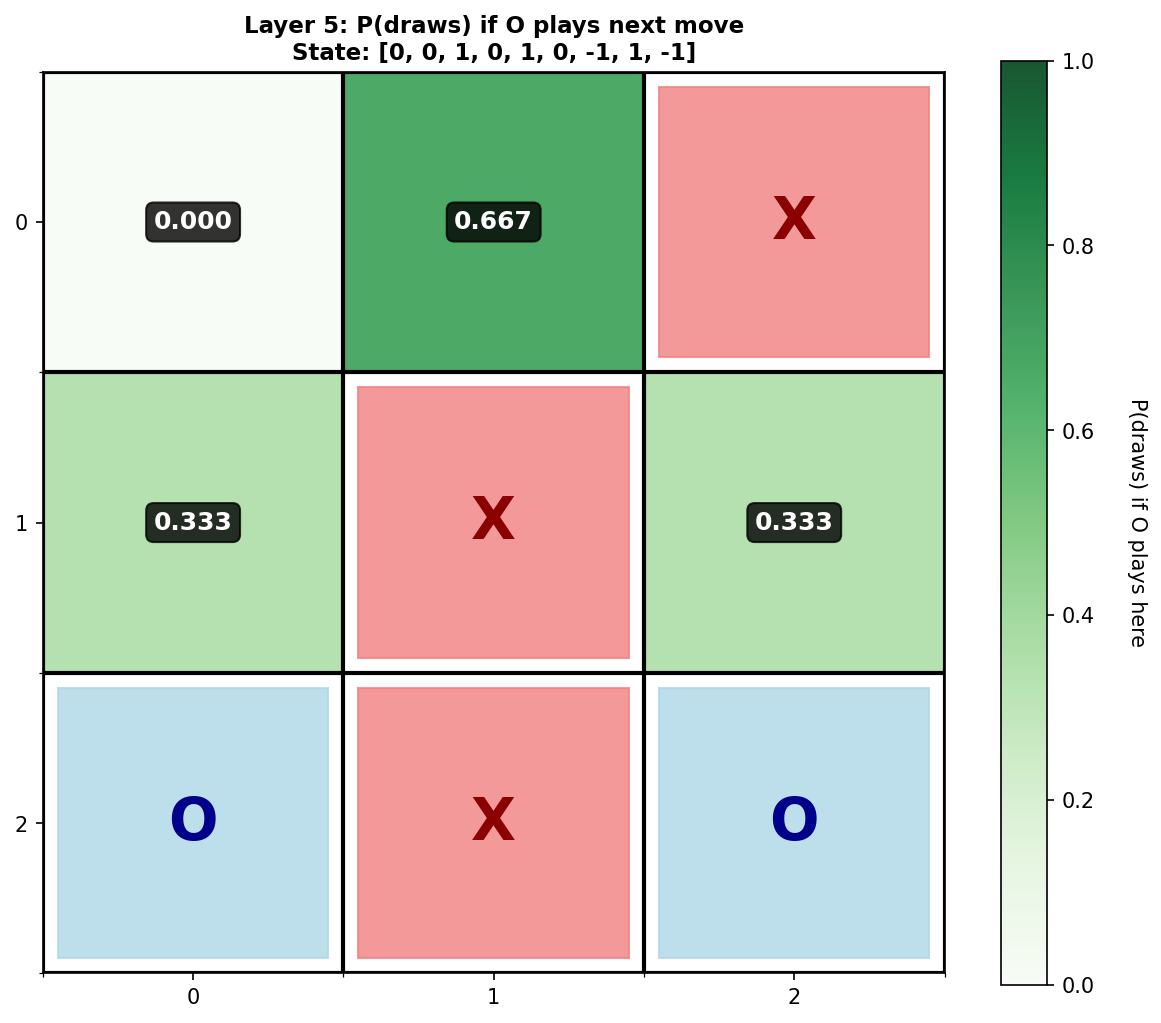 Layer 5: P(draws) if O plays next move
State: [0, 0, 1, 0, 1, 0, -1, 1, -1]
0
0.000
0.667
X
1
0.333
X
0.333
2
O
X
O
0
1
2
1.0
0.8
0.6
0.4
0.2
0.0
P(draws) if O plays here